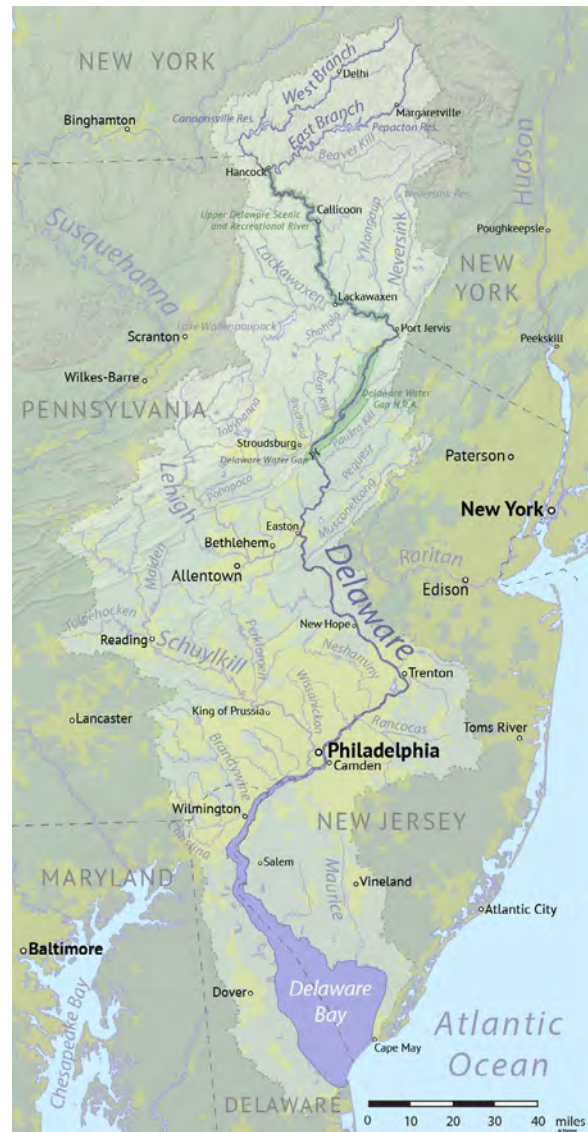 NEW YORK
West Branch
Delhi
Margaretville
Binghamton
Cannonsville Res.
East Branch
Pepacton Res.
Beaver Kill
Hancock
Neversink Res.
Hudson
Upper Delaware Scenic
and Recreational River
Callicoon
Mongaup
Neversink
Poughkeepsie
Susquehanna
NEW
YORK
Lackawaxen
Lackawaxen
Port Jervis
Shohola
Scranton
Lake Wallenpaupack
Peekskill
Wilkes-Barre
PENNSYLVANIA
Bush Kill
Delaware Water
Gap N.R.A.
Tobyhanna
Brodhead
Paulins Kill
Stroudsburg
Delaware Water Gap
Pequest
Paterson
Lehigh
Pohopoco
Musconetcong
New York
Easton
Bethlehem
Delaware
Raritan
Allentown
Edison
Maiden
Tulpehocken
New Hope
Reading
Schuylkill
Perkiomen
Neshaminy
Trenton
Wissahickon
King of Prussia
Rancocas
Lancaster
Toms River
Philadelphia
Camden
Brandywine
Wilmington
NEW JERSEY
Christina
Salem
Maurice
MARYLAND
Vineland
Atlantic City
Baltimore
Dover
Delaware
Bay
Chesapeake Bay
Atlantic
Ocean
Cape May
DELAWARE
0 10 20 30 40 miles